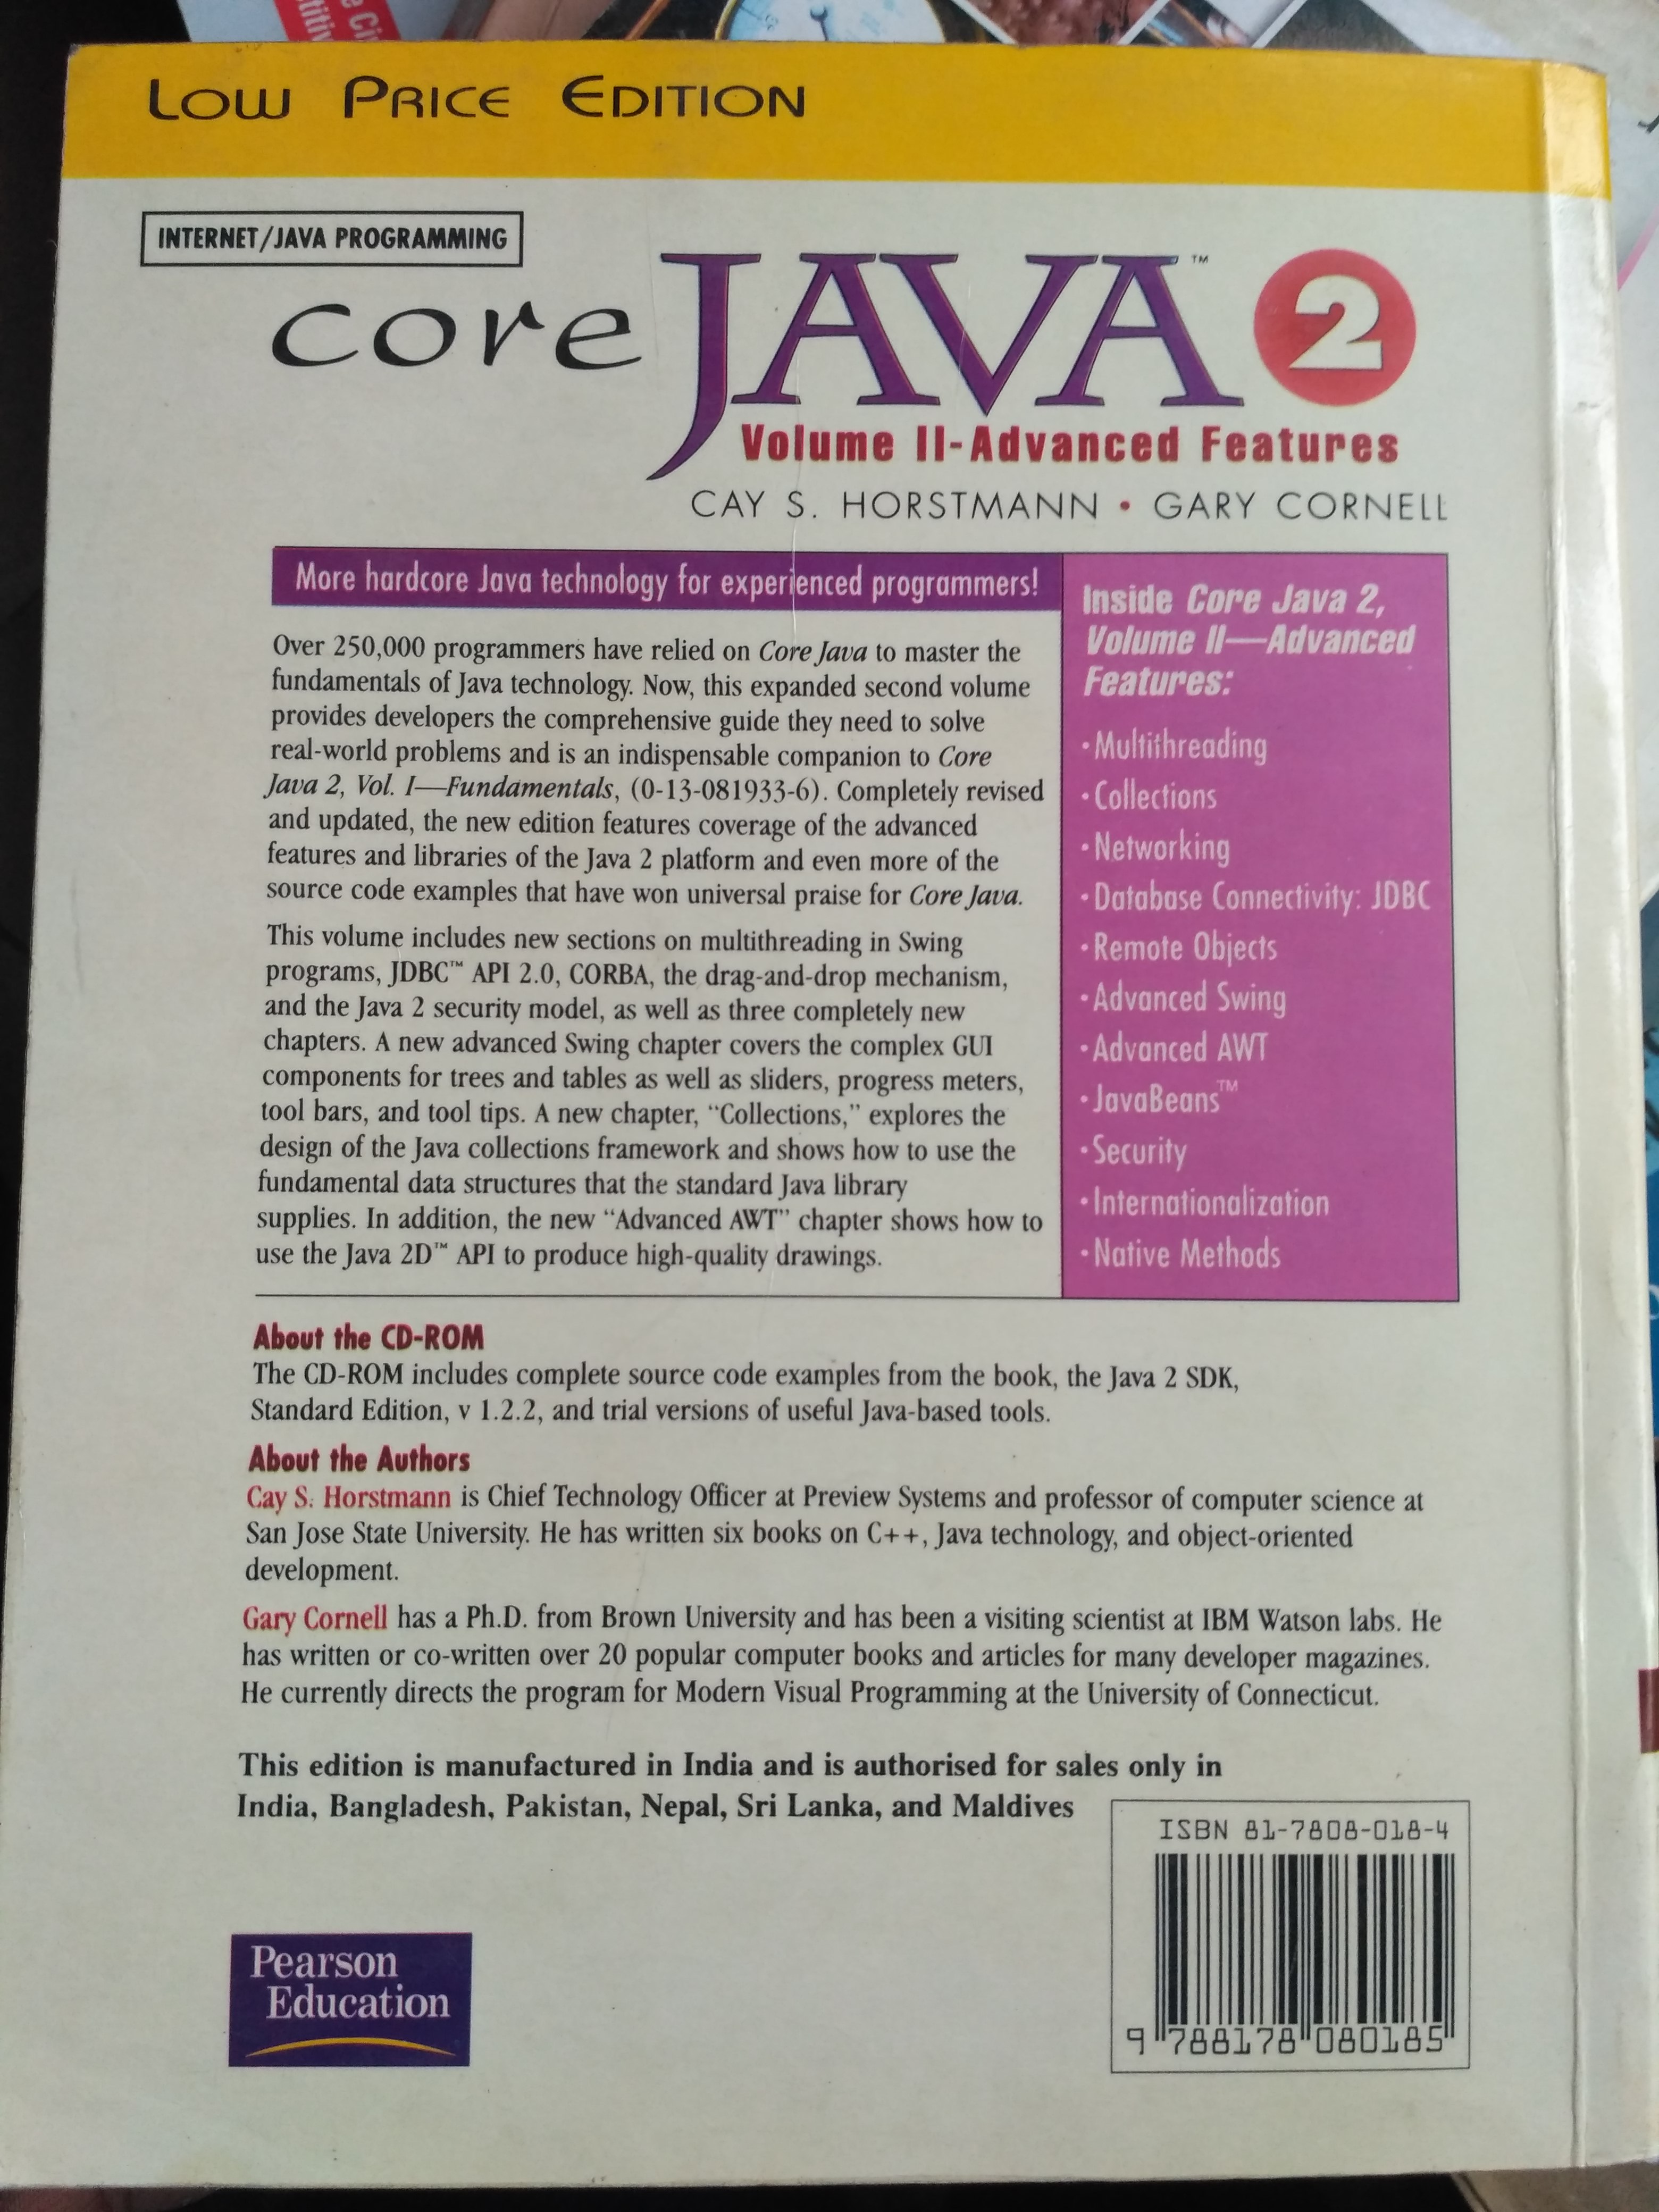 LOW PRICE EDITION
INTERNET/JAVA PROGRAMMING
core JAVA™ 2
Volume II-Advanced Features
CAY S. HORSTMANN • GARY CORNELL
More hardcore Java technology for experienced programmers!
Over 250,000 programmers have relied on Core Java to master the
fundamentals of Java technology. Now, this expanded second volume
provides developers the comprehensive guide they need to solve
real-world problems and is an indispensable companion to Core
Java 2, Vol. I—Fundamentals, (0-13-081933-6). Completely revised
and updated, the new edition features coverage of the advanced
features and libraries of the Java 2 platform and even more of the
source code examples that have won universal praise for Core Java.
This volume includes new sections on multithreading in Swing
programs, JDBC™ API 2.0, CORBA, the drag-and-drop mechanism,
and the Java 2 security model, as well as three completely new
chapters. A new advanced Swing chapter covers the complex GUI
components for trees and tables as well as sliders, progress meters,
tool bars, and tool tips. A new chapter, “Collections,” explores the
design of the Java collections framework and shows how to use the
fundamental data structures that the standard Java library
supplies. In addition, the new “Advanced AWT” chapter shows how to
use the Java 2D™ API to produce high-quality drawings.
Inside Core Java 2,
Volume II—Advanced
Features:
• Multithreading
• Collections
• Networking
• Database Connectivity: JDBC
• Remote Objects
• Advanced Swing
• Advanced AWT
• JavaBeans™
• Security
• Internationalization
• Native Methods
About the CD-ROM
The CD-ROM includes complete source code examples from the book, the Java 2 SDK,
Standard Edition, v 1.2.2, and trial versions of useful Java-based tools.
About the Authors
Cay S. Horstmann is Chief Technology Officer at Preview Systems and professor of computer science at
San Jose State University. He has written six books on C++, Java technology, and object-oriented
development.
Gary Cornell has a Ph.D. from Brown University and has been a visiting scientist at IBM Watson labs. He
has written or co-written over 20 popular computer books and articles for many developer magazines.
He currently directs the program for Modern Visual Programming at the University of Connecticut.
This edition is manufactured in India and is authorised for sales only in
India, Bangladesh, Pakistan, Nepal, Sri Lanka, and Maldives
ISBN 81-7808-018-4
9 788178 080185
Pearson
Education